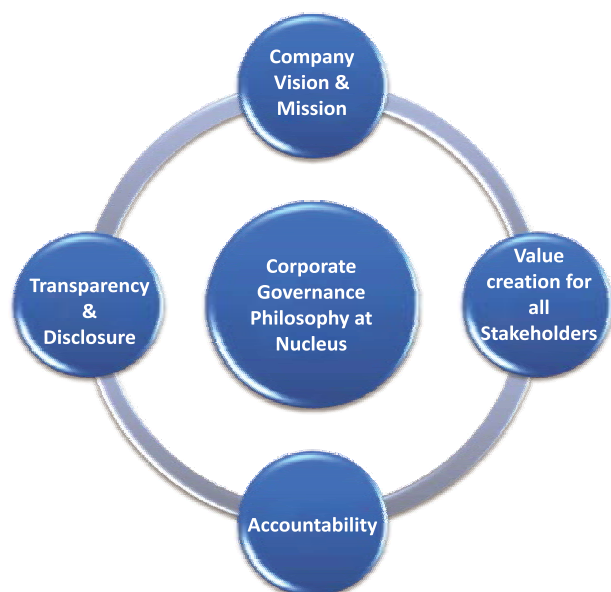 Company
Vision &
Mission
Transparency
&
Disclosure
Corporate
Governance
Philosophy at
Nucleus
Value
creation for
all
Stakeholders
Accountability